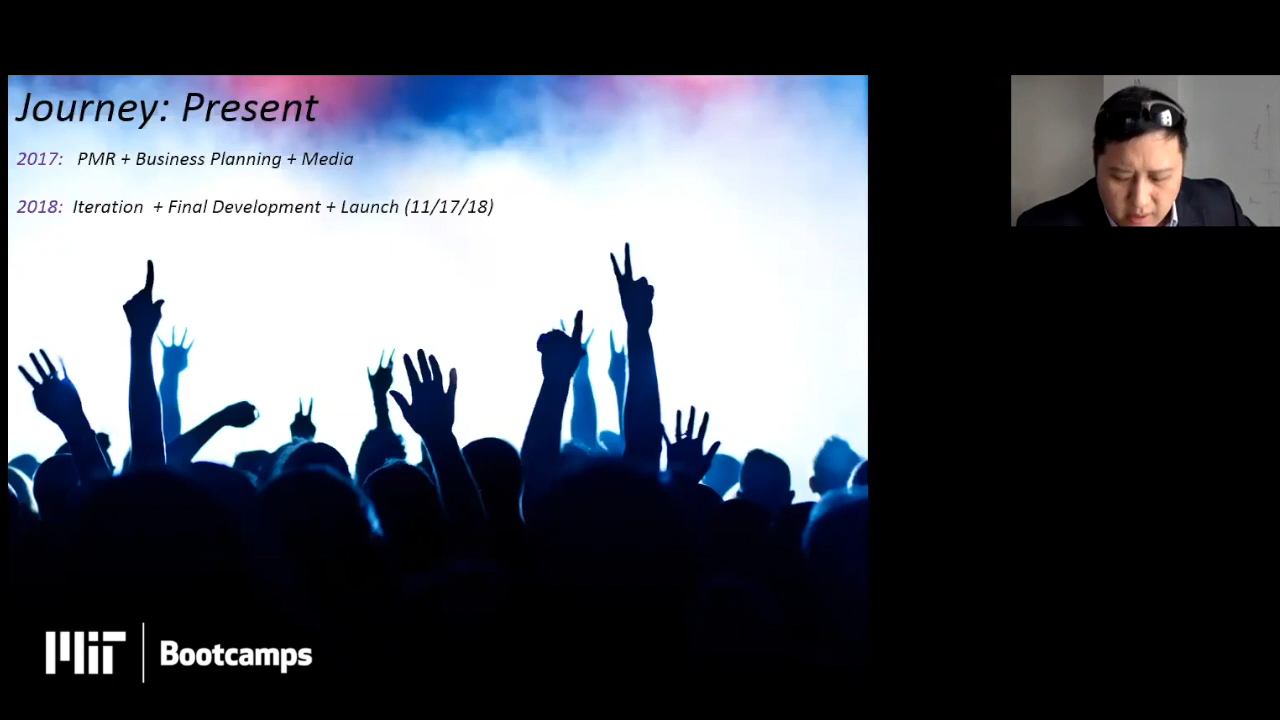 Journey: Present
2017: PMR + Business Planning + Media
2018: Iteration + Final Development + Launch (11/17/18)
MIT Bootcamps